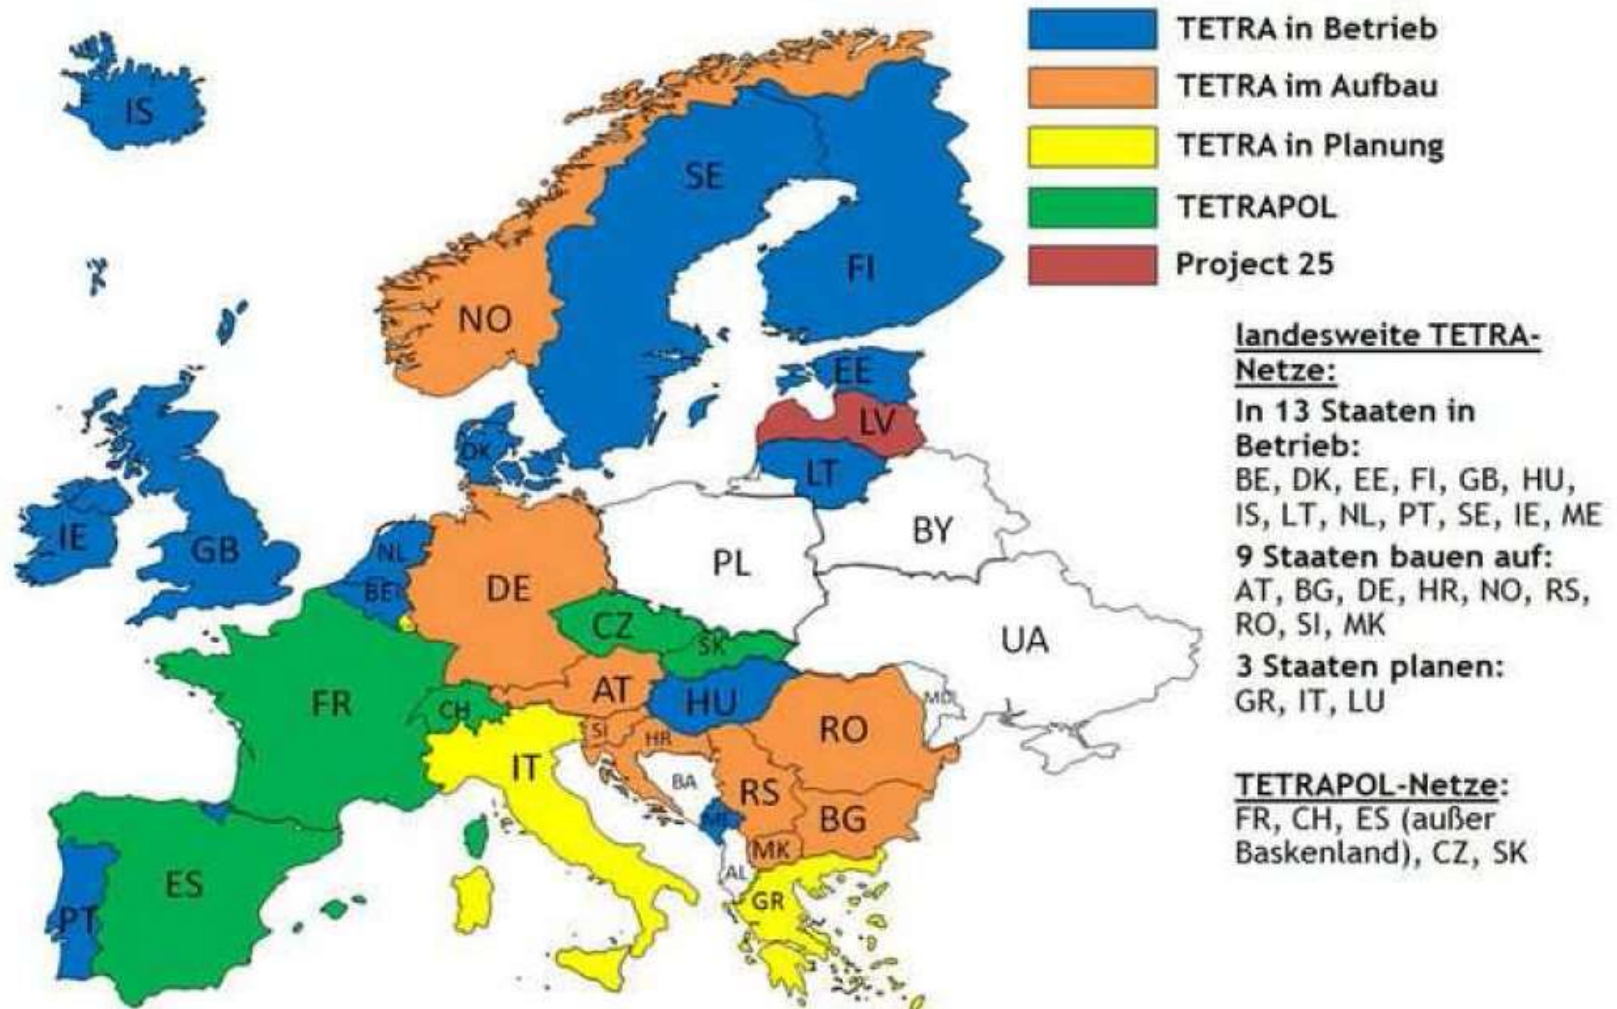 TETRA in Betrieb
TETRA im Aufbau
TETRA in Planung
TETRAPOL
Project 25
landesweite TETRA-
Netze:
In 13 Staaten in
Betrieb:
BE, DK, EE, FI, GB, HU,
IS, LT, NL, PT, SE, IE, ME
9 Staaten bauen auf:
AT, BG, DE, HR, NO, RS,
RO, SI, MK
3 Staaten planen:
GR, IT, LU
TETRAPOL-Netze:
FR, CH, ES (außer
Baskenland), CZ, SK
IS
SE
FI
NO
EE
LV
DK
LT
IE
GB
NL
BE
DE
PL
BY
CZ
SK
UA
FR
CH
AT
HU
MD
SI
HR
RO
IT
BA
RS
ME
BG
MK
AL
ES
PT
GR